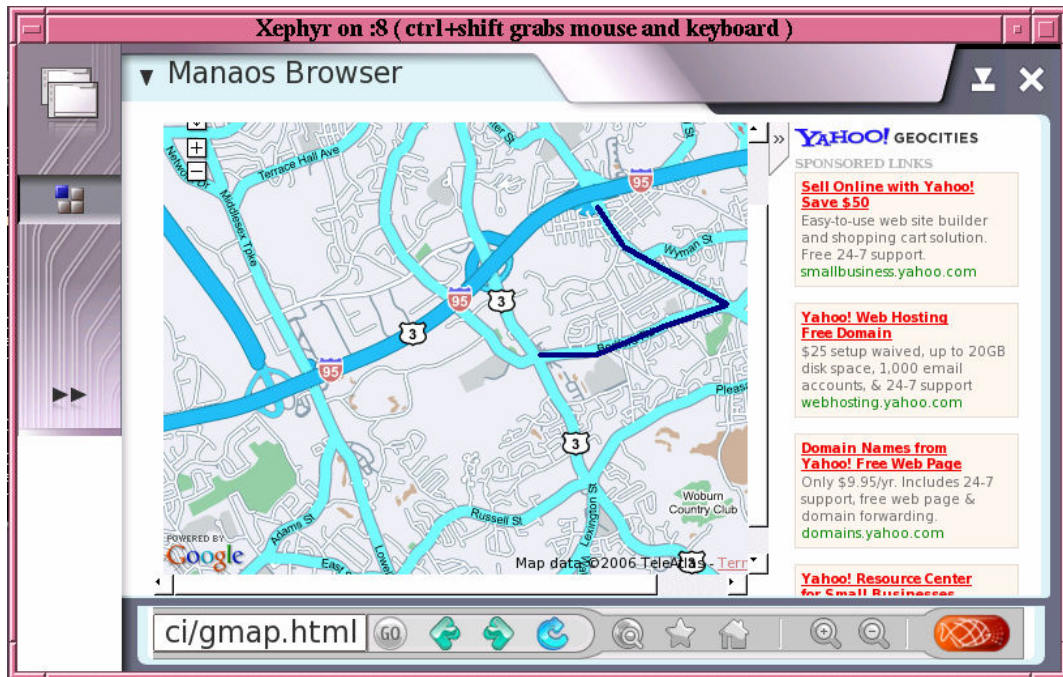 Xephyr on :8 ( ctrl+shift grabs mouse and keyboard )
Manaos Browser
Terrace Hall Ave
Middlesex Tpke
95
Wyman St
95
3
3
95
3
Woburn
Country Club
Russell St
Adams St
Lexington St
POWERED BY
Google
Map data ©2006 TeleAtlas - Terr
3
»
YAHOO! GEOCITIES
SPONSORED LINKS
Sell Online with Yahoo!
Save $50
Easy-to-use web site builder
and shopping cart solution.
Free 24-7 support.
smallbusiness.yahoo.com
Yahoo! Web Hosting
Free Domain
$25 setup waived, up to 20GB
disk space, 1,000 email
accounts, & 24-7 support
webhosting.yahoo.com
Domain Names from
Yahoo! Free Web Page
Only $9.95/yr. Includes 24-7
support, free web page &
domain forwarding.
domains.yahoo.com
Yahoo! Resource Center
for Small Businesses
ci/gmap.html
GO